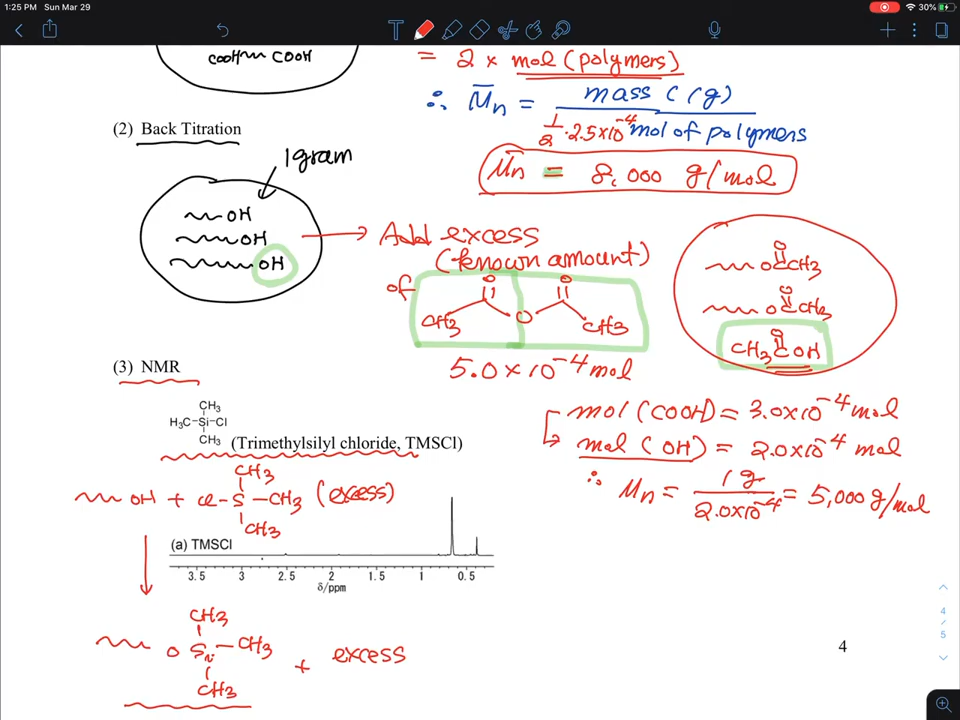 1:25 PM Sun Mar 29
30%
COOH COOH
= 2 x mol (polymers)
∴ M̅n = mass (1g)
1/2 · 2.5×10⁻⁴ mol of polymers
M̅n = 8,000 g/mol
(2) Back Titration
1 gram
OH
OH
OH
Add excess
(known amount)
of
O O
CH3 O CH3
5.0×10⁻⁴ mol
O
OCCH3
O
OCCH3
O
CH3COH
(3) NMR
CH3
H3C-Si-Cl
CH3
(Trimethylsilyl chloride, TMSCl)
mol (COOH) = 3.0×10⁻⁴ mol
mol (OH) = 2.0×10⁻⁴ mol
∴ Mn = 1g / 2.0×10⁻⁴ = 5,000 g/mol
CH3
OH + Cl-S-CH3 (excess)
CH3
(a) TMSCl
3.5 3 2.5 2 1.5 1 0.5
δ/ppm
CH3
O Si-CH3 + excess
CH3
4
4/5